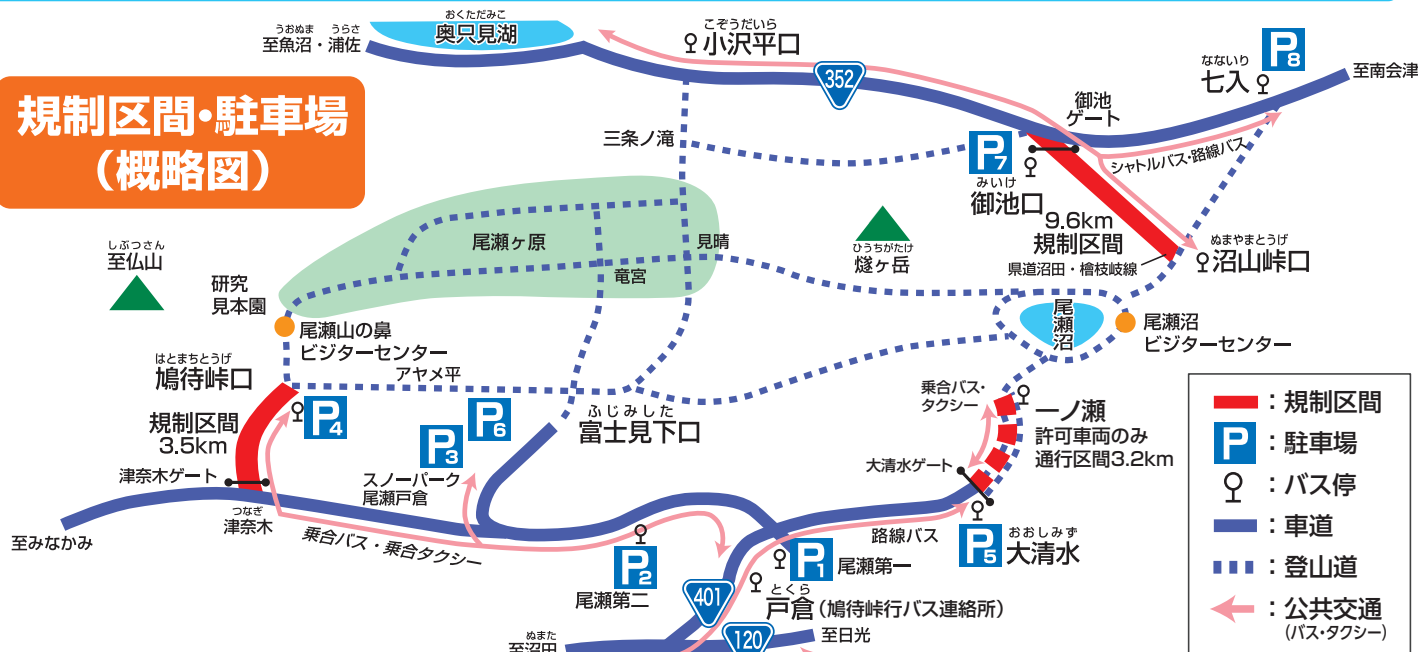 おくただみこ
奥只見湖
うおぬま うらさ
至魚沼・浦佐
こぞうだいら
小沢平口
352
なないり
七入
P8
至南会津
規制区間・駐車場
(概略図)
御池
ゲート
シャトルバス・路線バス
三条ノ滝
P7
みいけ
御池口
9.6km
規制区間
県道沼田・檜枝岐線
ぬまやまとうげ
沼山峠口
尾瀬ヶ原
見晴
竜宮
ひうちがたけ
燧ヶ岳
しぶつさん
至仏山
研究
見本園
尾瀬山の鼻
ビジターセンター
尾瀬沼
尾瀬沼
ビジターセンター
はとまちとうげ
鳩待峠口
アヤメ平
規制区間
3.5km
P4
P3
P6
スノーパーク
尾瀬戸倉
ふじみした
富士見下口
乗合バス・
タクシー
一ノ瀬
許可車両のみ
通行区間3.2km
大清水ゲート
津奈木ゲート
つなぎ
津奈木
至みなかみ
乗合バス・乗合タクシー
P2
尾瀬第二
P1
尾瀬第一
路線バス
P5
おおしみず
大清水
401
とくら
戸倉(鳩待峠行バス連絡所)
120
至日光
ぬまた
至沼田
:規制区間
P:駐車場
:バス停
:車道
:登山道
:公共交通
(バス・タクシー)